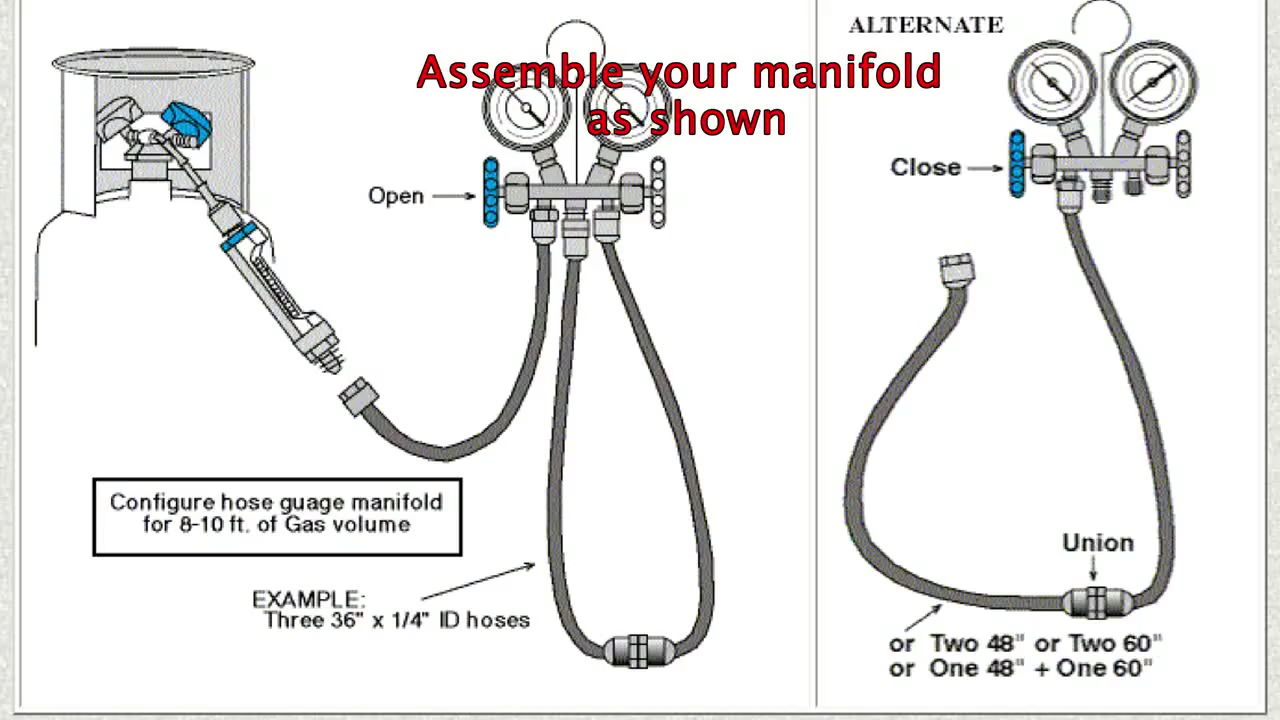 Assemble your manifold
as shown
Open
Configure hose guage manifold
for 8-10 ft. of Gas volume
EXAMPLE:
Three 36" x 1/4" ID hoses
ALTERNATE
Close
Union
or Two 48" or Two 60"
or One 48" + One 60"